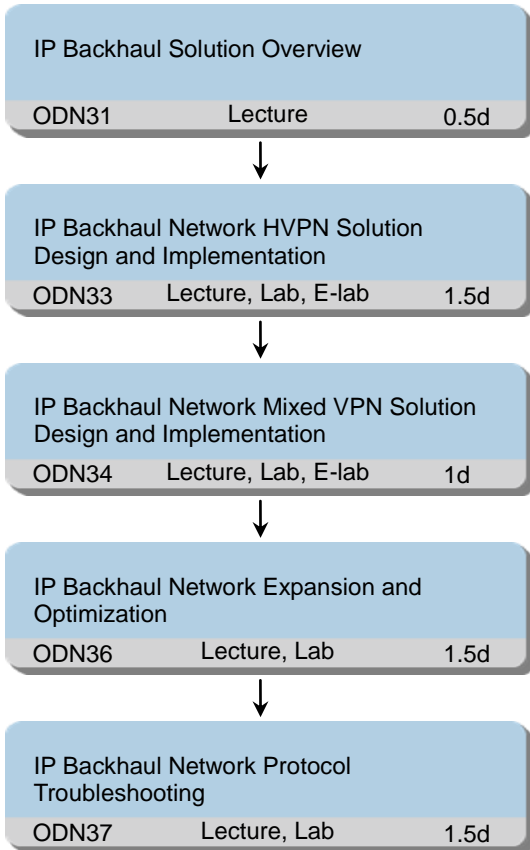 IP Backhaul Solution Overview
ODN31 Lecture 0.5d
IP Backhaul Network HVPN Solution
Design and Implementation
ODN33 Lecture, Lab, E-lab 1.5d
IP Backhaul Network Mixed VPN Solution
Design and Implementation
ODN34 Lecture, Lab, E-lab 1d
IP Backhaul Network Expansion and
Optimization
ODN36 Lecture, Lab 1.5d
IP Backhaul Network Protocol
Troubleshooting
ODN37 Lecture, Lab 1.5d